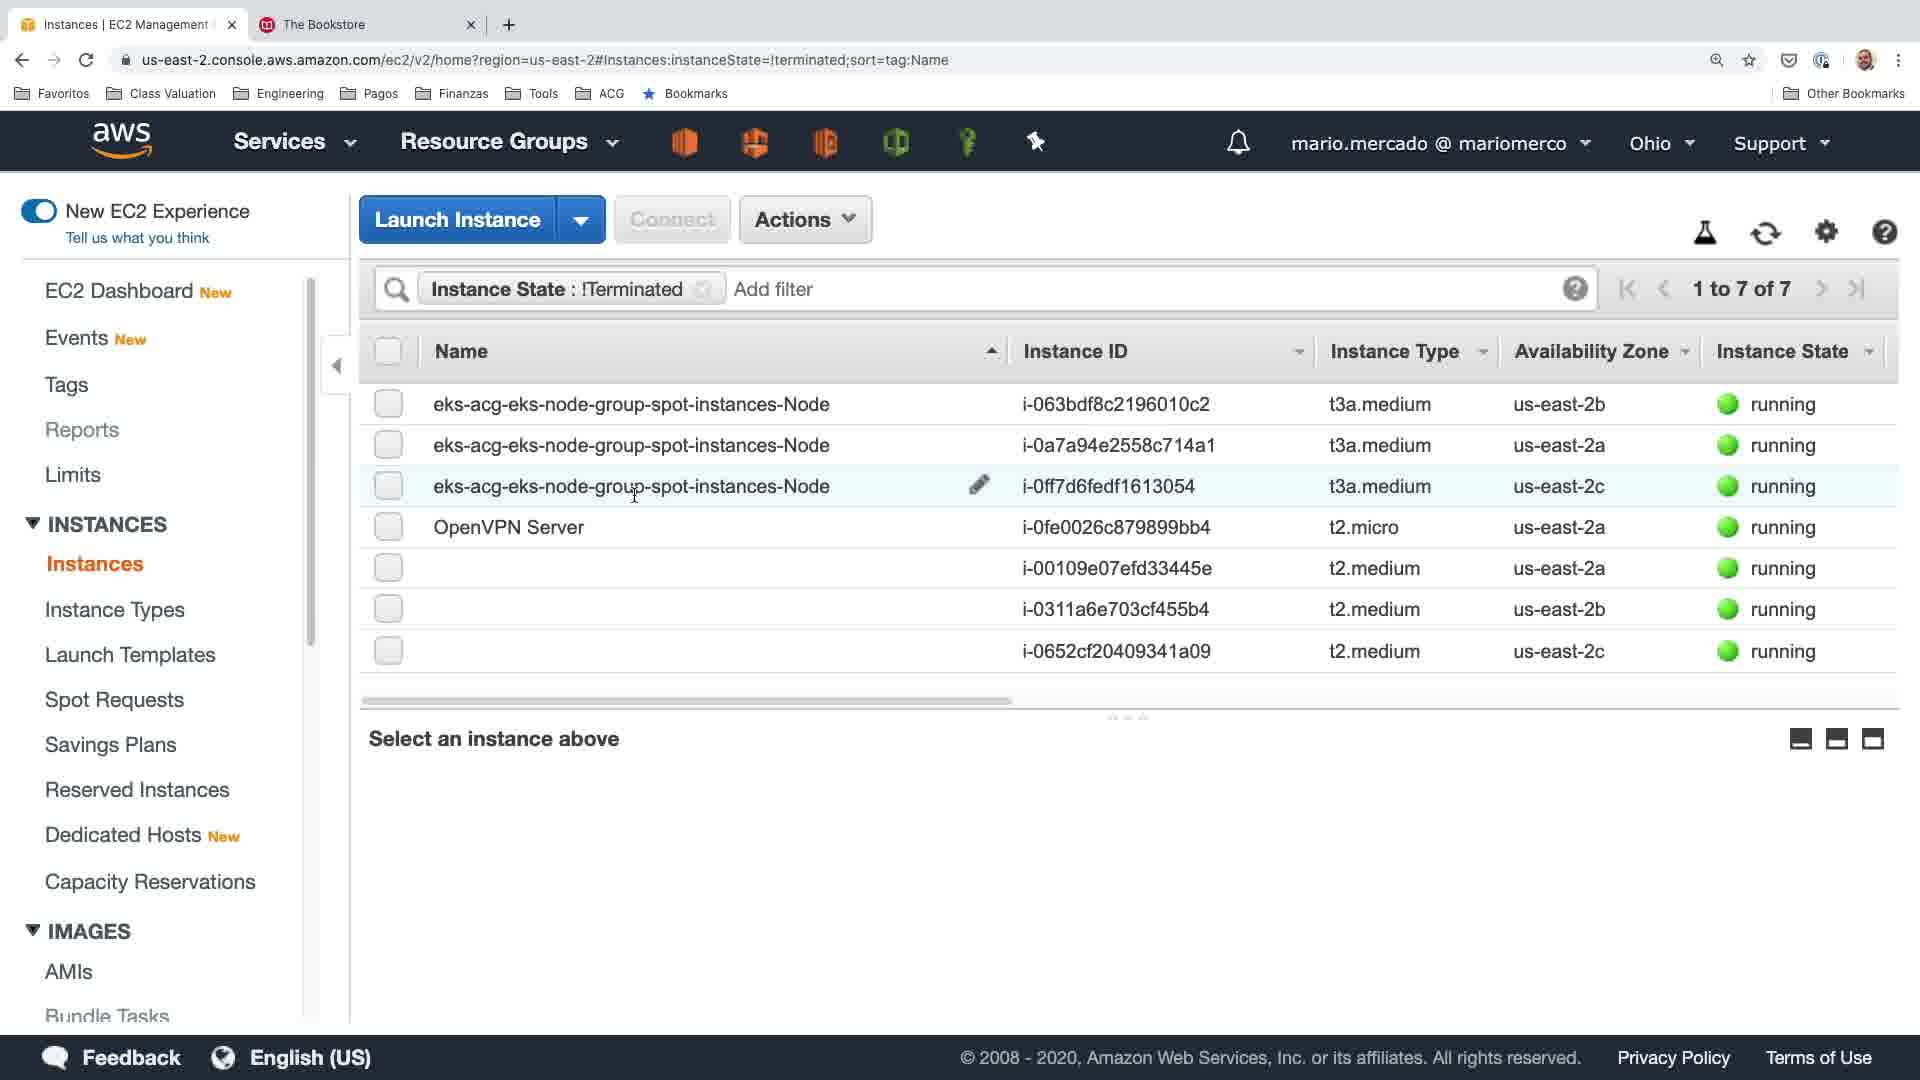 Instances | EC2 Management
The Bookstore
us-east-2.console.aws.amazon.com/ec2/v2/home?region=us-east-2#Instances:instanceState=!terminated;sort=tag:Name
Favoritos Class Valuation Engineering Pagos Finanzas Tools ACG Bookmarks Other Bookmarks
aws Services Resource Groups mario.mercado @ mariomerco Ohio Support
New EC2 Experience
Tell us what you think
EC2 Dashboard New
Events New
Tags
Reports
Limits
INSTANCES
Instances
Instance Types
Launch Templates
Spot Requests
Savings Plans
Reserved Instances
Dedicated Hosts New
Capacity Reservations
IMAGES
AMIs
Bundle Tasks
Launch Instance Connect Actions
Instance State : !Terminated Add filter 1 to 7 of 7
Name Instance ID Instance Type Availability Zone Instance State
eks-acg-eks-node-group-spot-instances-Node i-063bdf8c2196010c2 t3a.medium us-east-2b running
eks-acg-eks-node-group-spot-instances-Node i-0a7a94e2558c714a1 t3a.medium us-east-2a running
eks-acg-eks-node-group-spot-instances-Node i-0ff7d6fedf1613054 t3a.medium us-east-2c running
OpenVPN Server i-0fe0026c879899bb4 t2.micro us-east-2a running
i-00109e07efd33445e t2.medium us-east-2a running
i-0311a6e703cf455b4 t2.medium us-east-2b running
i-0652cf20409341a09 t2.medium us-east-2c running
Select an instance above
Feedback English (US) © 2008 - 2020, Amazon Web Services, Inc. or its affiliates. All rights reserved. Privacy Policy Terms of Use